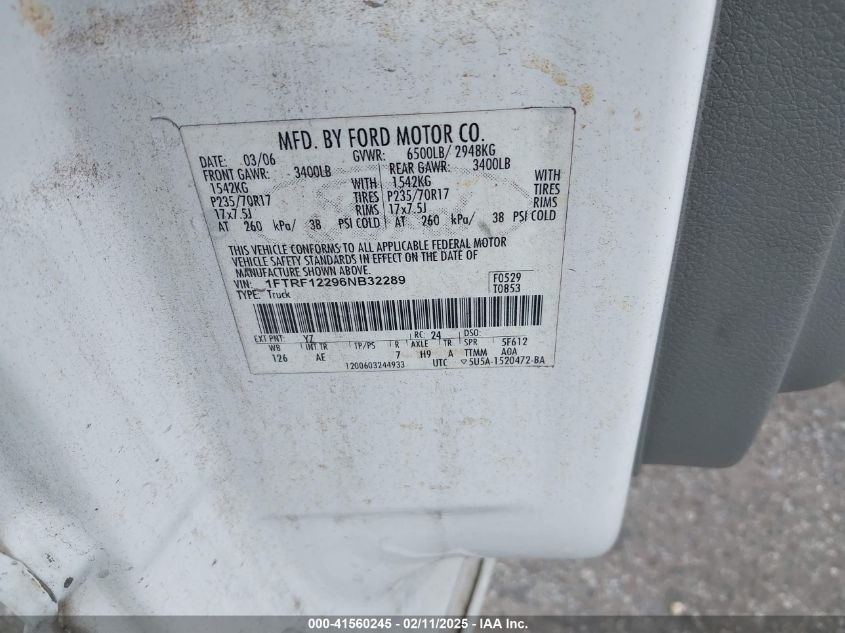 MFD. BY FORD MOTOR CO.
DATE: 03/06 GVWR: 6500LB/ 2948KG
FRONT GAWR: 3400LB REAR GAWR: 3400LB
1542KG WITH 1542KG WITH
P235/70R17 TIRES P235/70R17 TIRES
17x7.5J RIMS 17x7.5J RIMS
AT 260 kPa/ 38 PSI COLD AT 260 kPa/ 38 PSI COLD
THIS VEHICLE CONFORMS TO ALL APPLICABLE FEDERAL MOTOR
VEHICLE SAFETY STANDARDS IN EFFECT ON THE DATE OF
MANUFACTURE SHOWN ABOVE.
VIN: 1FTRF12296NB32289 F0529
TYPE: Truck T0853
EXT PNT: YZ RC: 24 DSO:
WB INT TR TP/PS R AXLE TR SPR 5F612
126 AE 7 H9 A TTMM A0A
1200603244933 UTC 5U5A-1520472-BA
000-41560245 - 02/11/2025 - US.IAAI.COM.